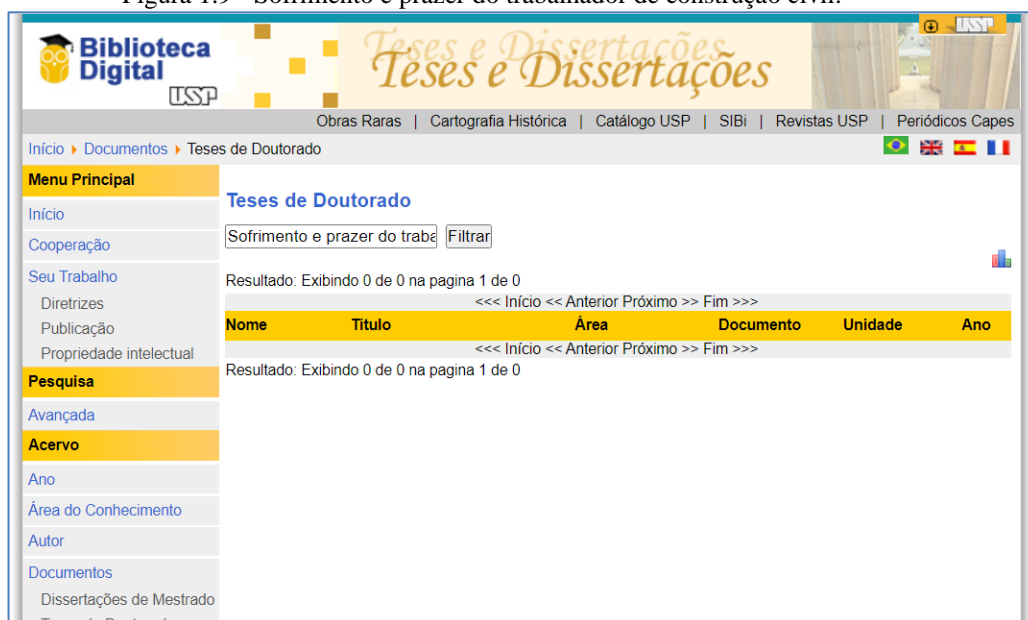 Figura 1.9 - Sofrimento e prazer do trabalhador de construção civil.
Biblioteca
Digital
USP
Teses e Dissertações
Teses e Dissertações
USP
Obras Raras | Cartografia Histórica | Catálogo USP | SIBi | Revistas USP | Periódicos Capes
Início Documentos Teses de Doutorado
Menu Principal
Início
Cooperação
Seu Trabalho
Diretrizes
Publicação
Propriedade intelectual
Pesquisa
Avançada
Acervo
Ano
Área do Conhecimento
Autor
Documentos
Dissertações de Mestrado
Teses de Doutorado
Sofrimento e prazer do traba Filtrar
Resultado: Exibindo 0 de 0 na pagina 1 de 0
<<< Início << Anterior Próximo >> Fim >>>
Nome Título Área Documento Unidade Ano
<<< Início << Anterior Próximo >> Fim >>>
Resultado: Exibindo 0 de 0 na pagina 1 de 0